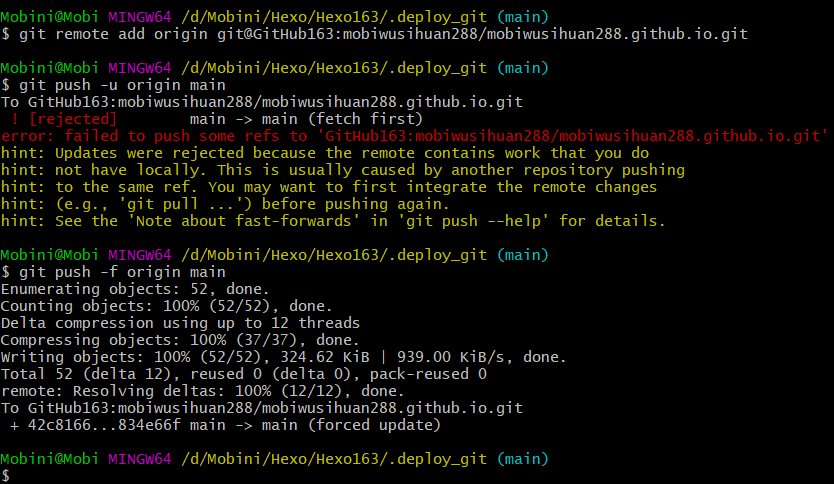 Mobini@Mobi MINGW64 /d/Mobini/Hexo/Hexo163/.deploy_git (main)
$ git remote add origin git@GitHub163:mobiwusihuan288/mobiwusihuan288.github.io.git
Mobini@Mobi MINGW64 /d/Mobini/Hexo/Hexo163/.deploy_git (main)
$ git push -u origin main
To GitHub163:mobiwusihuan288/mobiwusihuan288.github.io.git
 ! [rejected]        main -> main (fetch first)
error: failed to push some refs to 'GitHub163:mobiwusihuan288/mobiwusihuan288.github.io.git'
hint: Updates were rejected because the remote contains work that you do
hint: not have locally. This is usually caused by another repository pushing
hint: to the same ref. You may want to first integrate the remote changes
hint: (e.g., 'git pull ...') before pushing again.
hint: See the 'Note about fast-forwards' in 'git push --help' for details.
Mobini@Mobi MINGW64 /d/Mobini/Hexo/Hexo163/.deploy_git (main)
$ git push -f origin main
Enumerating objects: 52, done.
Counting objects: 100% (52/52), done.
Delta compression using up to 12 threads
Compressing objects: 100% (37/37), done.
Writing objects: 100% (52/52), 324.62 KiB | 939.00 KiB/s, done.
Total 52 (delta 12), reused 0 (delta 0), pack-reused 0
remote: Resolving deltas: 100% (12/12), done.
To GitHub163:mobiwusihuan288/mobiwusihuan288.github.io.git
 + 42c8166...834e66f main -> main (forced update)
Mobini@Mobi MINGW64 /d/Mobini/Hexo/Hexo163/.deploy_git (main)
$